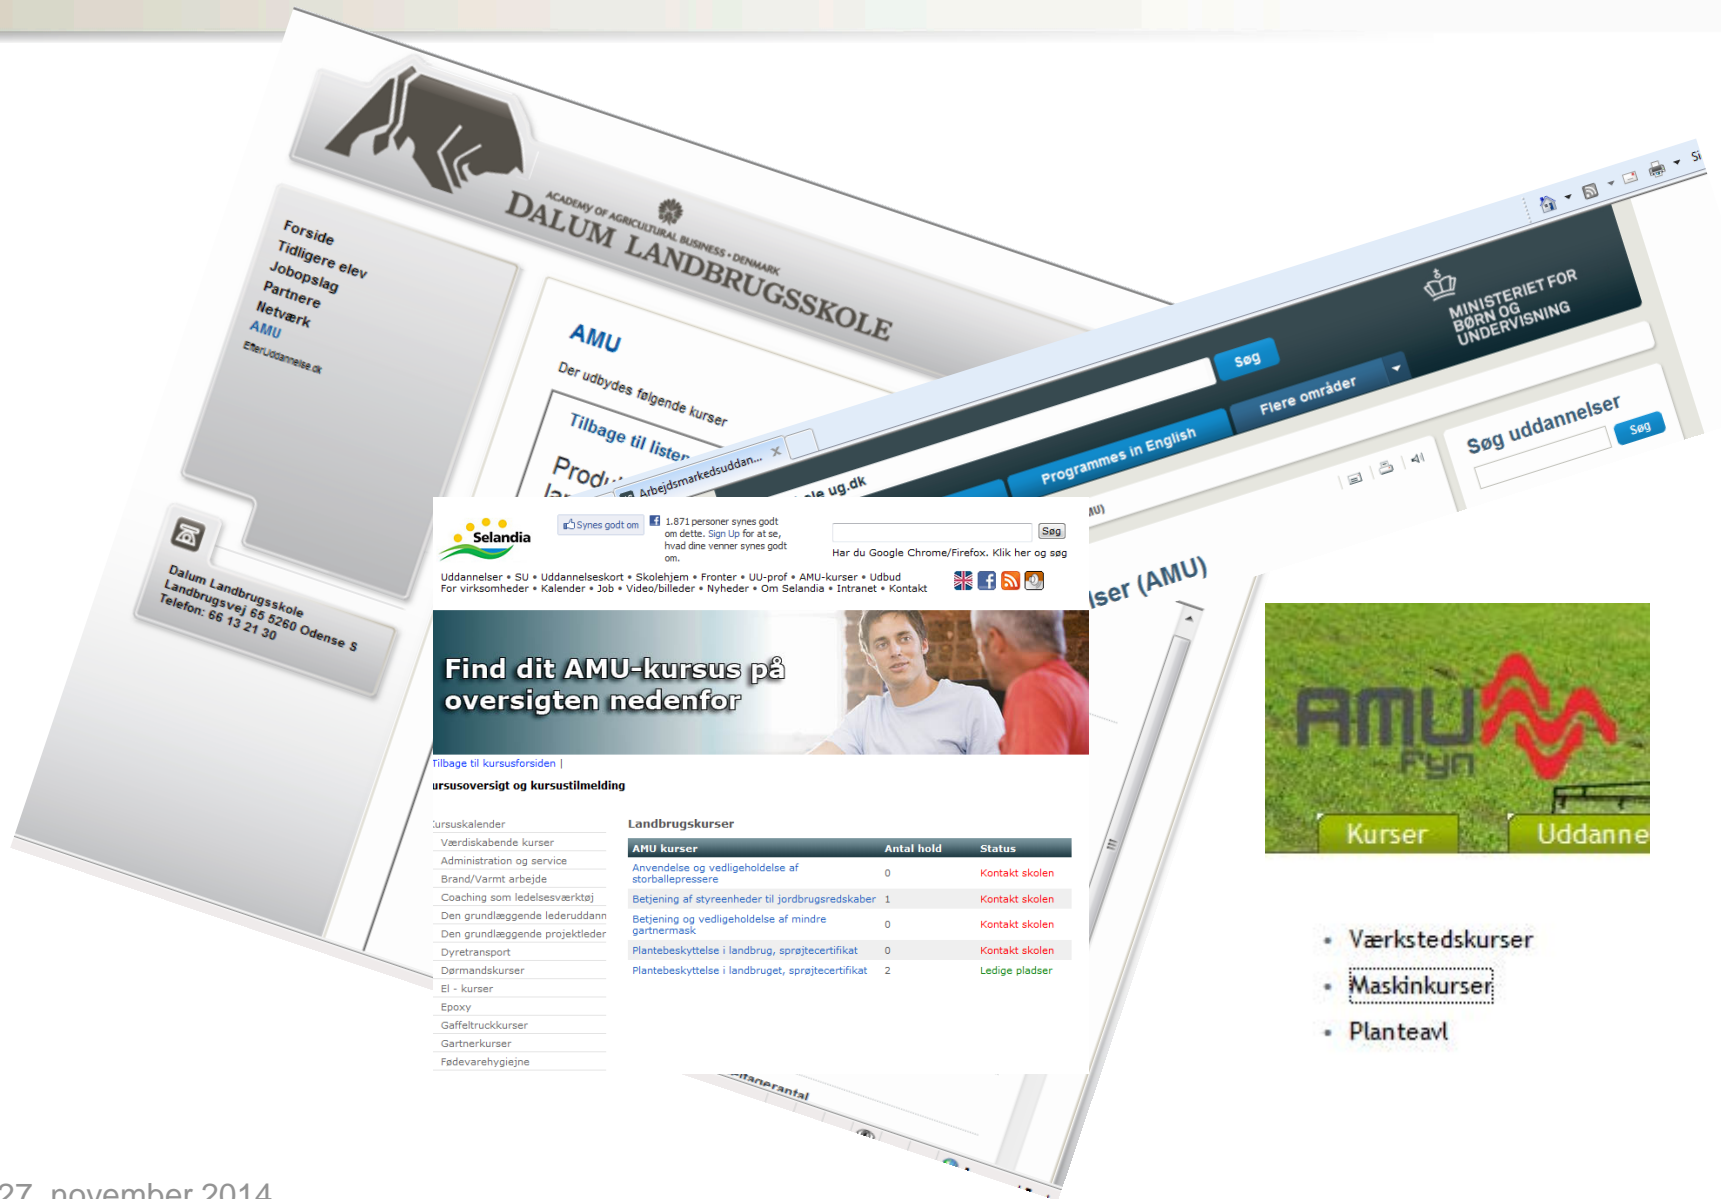 ACADEMY OF AGRICULTURAL BUSINESS • DENMARK
DALUM LANDBRUGSSKOLE
Forside
Tidligere elev
Jobopslag
Partnere
Netværk
AMU
EfterUddannelse.dk
AMU
Der udbydes følgende kurser
Tilbage til listen
Dalum Landbrugsskole
Landbrugsvej 65 5260 Odense S
Telefon: 66 13 21 30
Arbejdsmarkedsuddan...
ug.dk
Søg
MINISTERIET FOR
BØRN OG
UNDERVISNING
Programmes in English
Flere områder
Søg uddannelser
Søg
(AMU)
Selandia
Synes godt om
1.871 personer synes godt
om dette. Sign Up for at se,
hvad dine venner synes godt
om.
Søg
Har du Google Chrome/Firefox. Klik her og søg
Uddannelser • SU • Uddannelseskort • Skolehjem • Fronter • UU-prof • AMU-kurser • Udbud
For virksomheder • Kalender • Job • Video/billeder • Nyheder • Om Selandia • Intranet • Kontakt
Find dit AMU-kursus på
oversigten nedenfor
Tilbage til kursusforsiden |
ursusoversigt og kursustilmelding
ursuskalender
Værdiskabende kurser
Administration og service
Brand/Varmt arbejde
Coaching som ledelsesværktøj
Den grundlæggende lederuddann
Den grundlæggende projektleder
Dyretransport
Dørmandskurser
El - kurser
Epoxy
Gaffeltruckkurser
Gartnerkurser
Fødevarehygiejne
Landbrugskurser
AMU kurser Antal hold Status
Anvendelse og vedligeholdelse af
storballepressere 0 Kontakt skolen
Betjening af styreenheder til jordbrugsredskaber 1 Kontakt skolen
Betjening og vedligeholdelse af mindre
gartnermask 0 Kontakt skolen
Plantebeskyttelse i landbrug, sprøjtecertifikat 0 Kontakt skolen
Plantebeskyttelse i landbruget, sprøjtecertifikat 2 Ledige pladser
AMU
Fyn
Kurser Uddanne
• Værkstedskurser
• Maskinkurser
• Planteavl
27. november 2014